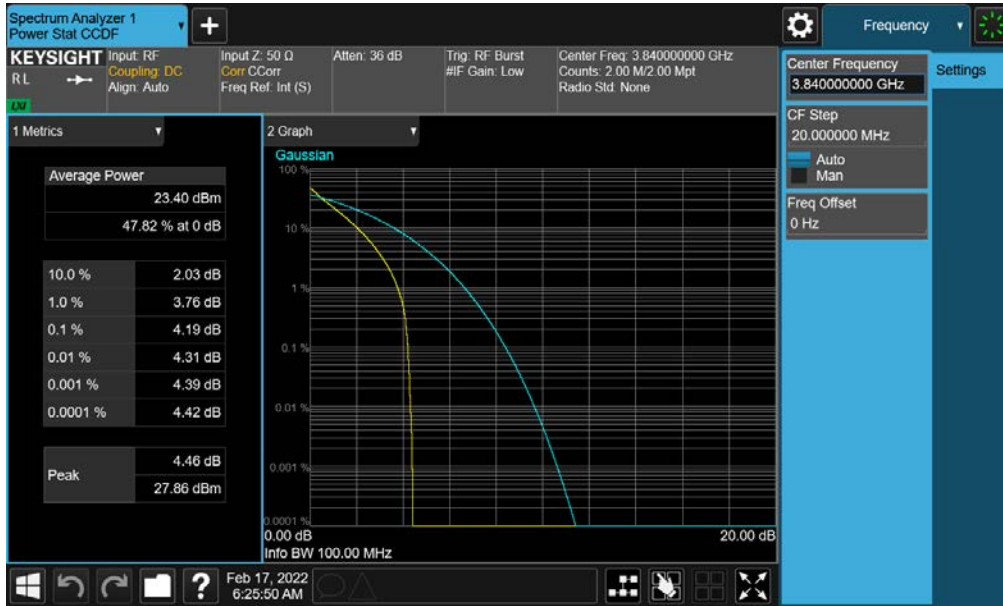 Spectrum Analyzer 1
Power Stat CCDF
+
Frequency
KEYSIGHT
RL
LXI
Input: RF
Coupling: DC
Align: Auto
Input Z: 50 Ω
Corr CCorr
Freq Ref: Int (S)
Atten: 36 dB
Trig: RF Burst
#IF Gain: Low
Center Freq: 3.840000000 GHz
Counts: 2.00 M/2.00 Mpt
Radio Std: None
Center Frequency
3.840000000 GHz
Settings
CF Step
20.000000 MHz
Auto
Man
Freq Offset
0 Hz
1 Metrics
Average Power
23.40 dBm
47.82 % at 0 dB
10.0 % 2.03 dB
1.0 % 3.76 dB
0.1 % 4.19 dB
0.01 % 4.31 dB
0.001 % 4.39 dB
0.0001 % 4.42 dB
Peak
4.46 dB
27.86 dBm
2 Graph
Gaussian
100 %
10 %
1 %
0.1 %
0.01 %
0.001 %
0.0001 %
0.00 dB 20.00 dB
Info BW 100.00 MHz
?
Feb 17, 2022
6:25:50 AM